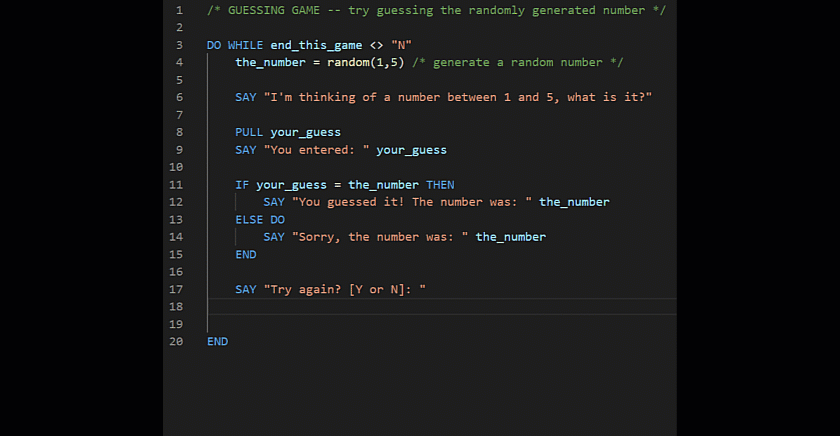 1 /* GUESSING GAME -- try guessing the randomly generated number */
2
3 DO WHILE end_this_game <> "N"
4 the_number = random(1,5) /* generate a random number */
5
6 SAY "I'm thinking of a number between 1 and 5, what is it?"
7
8 PULL your_guess
9 SAY "You entered: " your_guess
10
11 IF your_guess = the_number THEN
12 SAY "You guessed it! The number was: " the_number
13 ELSE DO
14 SAY "Sorry, the number was: " the_number
15 END
16
17 SAY "Try again? [Y or N]: "
18
19
20 END